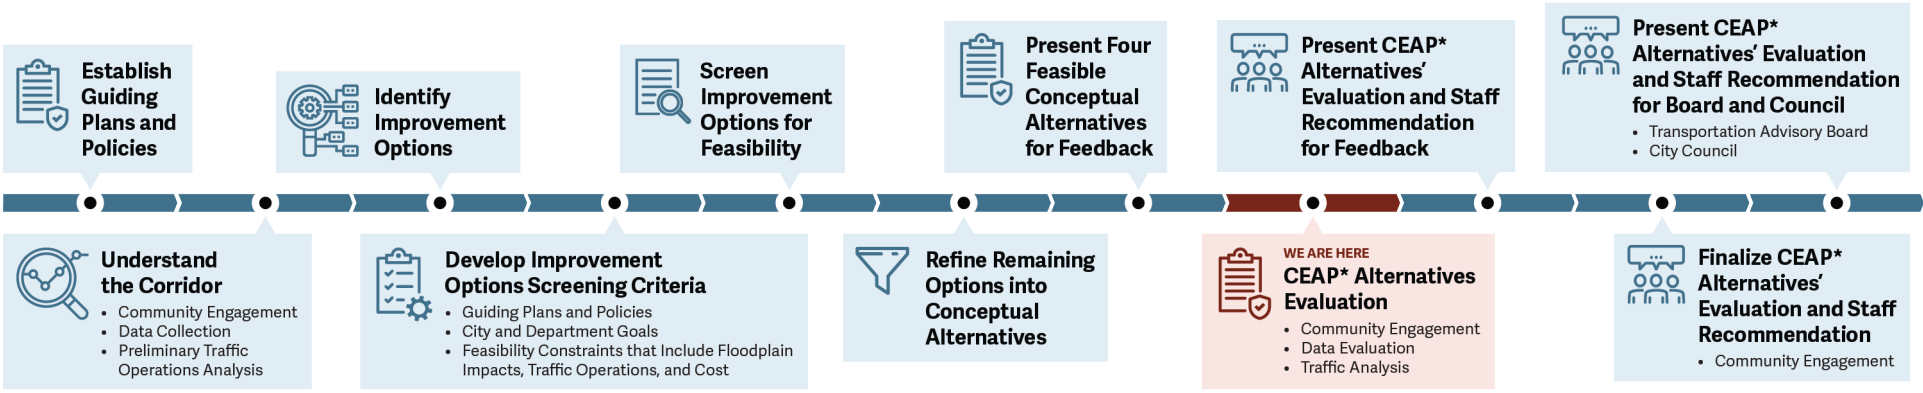 Establish
Guiding
Plans and
Policies
Understand
the Corridor
• Community Engagement
• Data Collection
• Preliminary Traffic
Operations Analysis
Identify
Improvement
Options
Develop Improvement
Options Screening Criteria
• Guiding Plans and Policies
• City and Department Goals
• Feasibility Constraints that Include Floodplain
Impacts, Traffic Operations, and Cost
Screen
Improvement
Options for
Feasibility
Refine Remaining
Options into
Conceptual
Alternatives
Present Four
Feasible
Conceptual
Alternatives
for Feedback
WE ARE HERE
CEAP* Alternatives
Evaluation
• Community Engagement
• Data Evaluation
• Traffic Analysis
Present CEAP*
Alternatives’
Evaluation and Staff
Recommendation
for Feedback
Finalize CEAP*
Alternatives’
Evaluation and Staff
Recommendation
• Community Engagement
Present CEAP*
Alternatives’ Evaluation
and Staff Recommendation
for Board and Council
• Transportation Advisory Board
• City Council